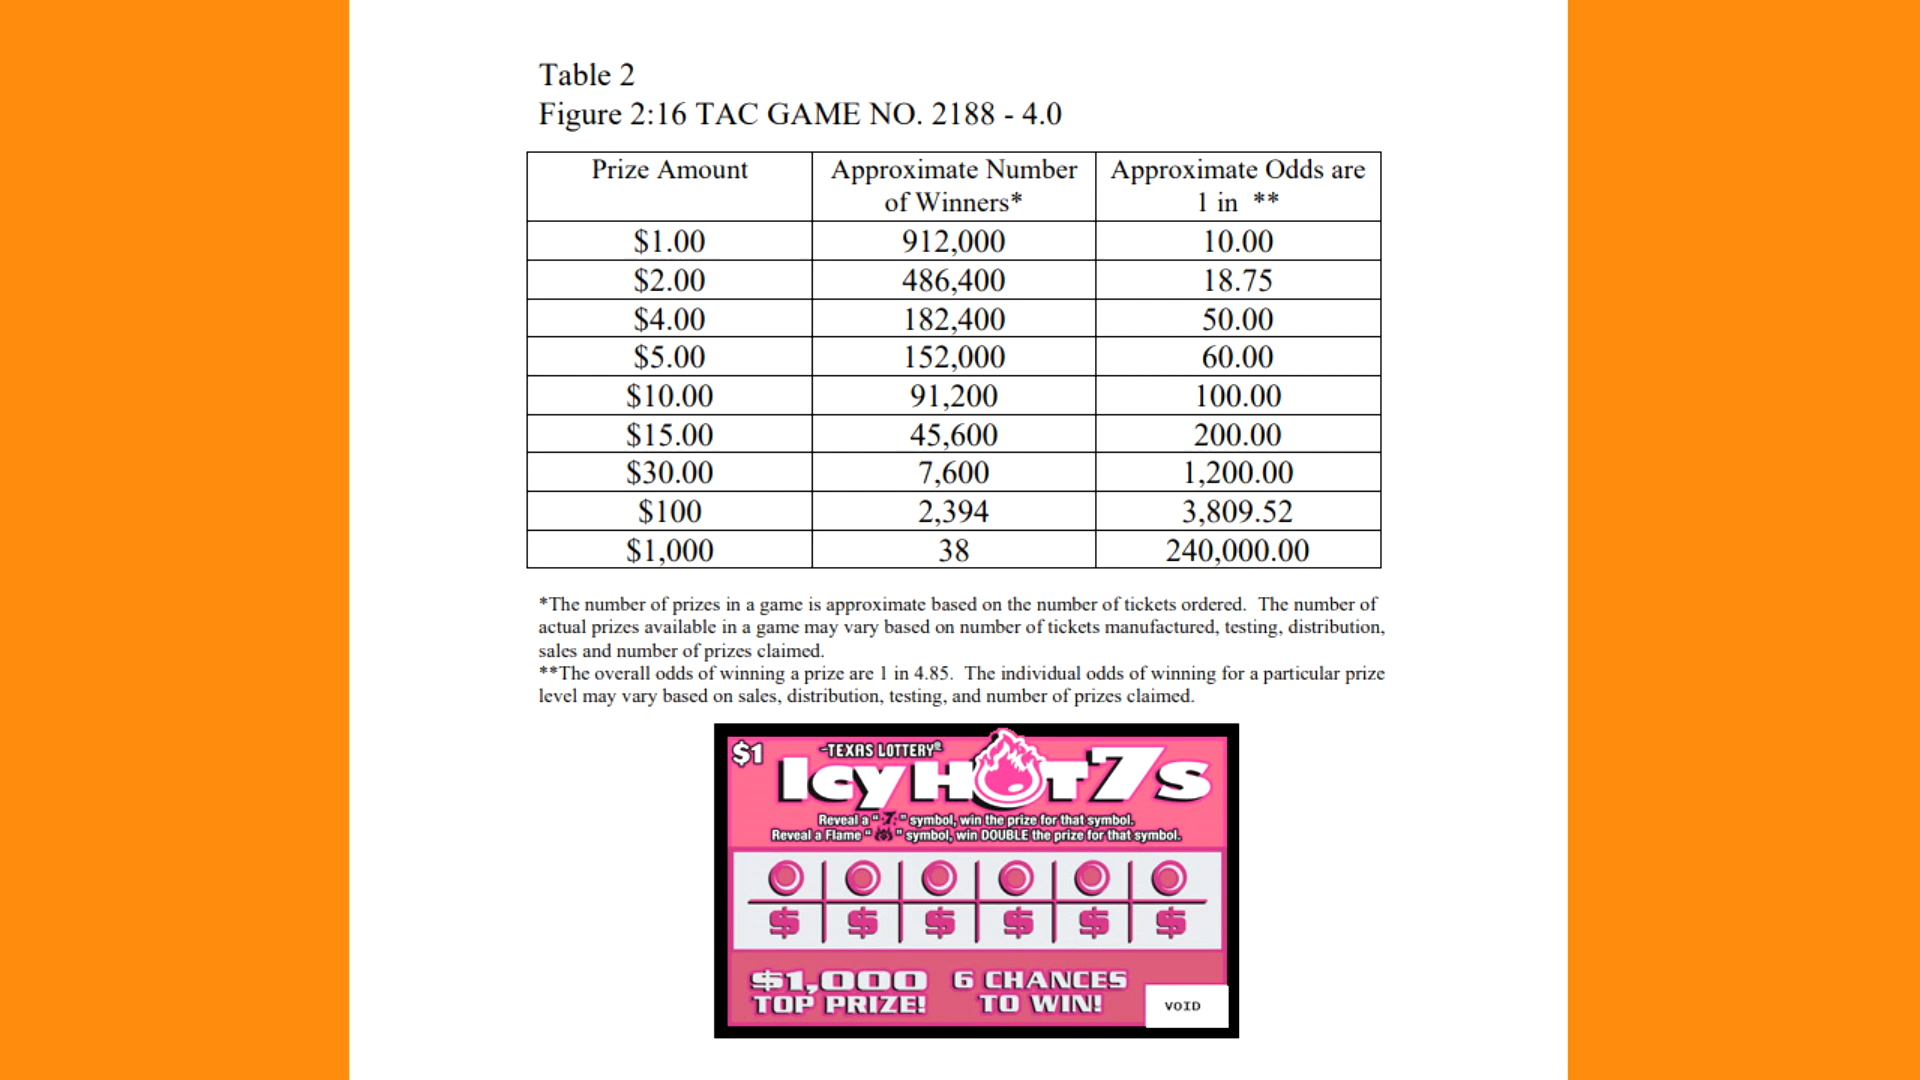 Table 2
Figure 2:16 TAC GAME NO. 2188 - 4.0
Prize Amount
Approximate Number
of Winners*
Approximate Odds are
1 in **
$1.00 912,000 10.00
$2.00 486,400 18.75
$4.00 182,400 50.00
$5.00 152,000 60.00
$10.00 91,200 100.00
$15.00 45,600 200.00
$30.00 7,600 1,200.00
$100 2,394 3,809.52
$1,000 38 240,000.00
*The number of prizes in a game is approximate based on the number of tickets ordered. The number of
actual prizes available in a game may vary based on number of tickets manufactured, testing, distribution,
sales and number of prizes claimed.
**The overall odds of winning a prize are 1 in 4.85. The individual odds of winning for a particular prize
level may vary based on sales, distribution, testing, and number of prizes claimed.
$1
TEXAS LOTTERY®
Icy HOT 7s
Reveal a "7" symbol, win the prize for that symbol.
Reveal a Flame " " symbol, win DOUBLE the prize for that symbol.
$ $ $ $ $ $
$1,000 6 CHANCES
TOP PRIZE! TO WIN!
VOID